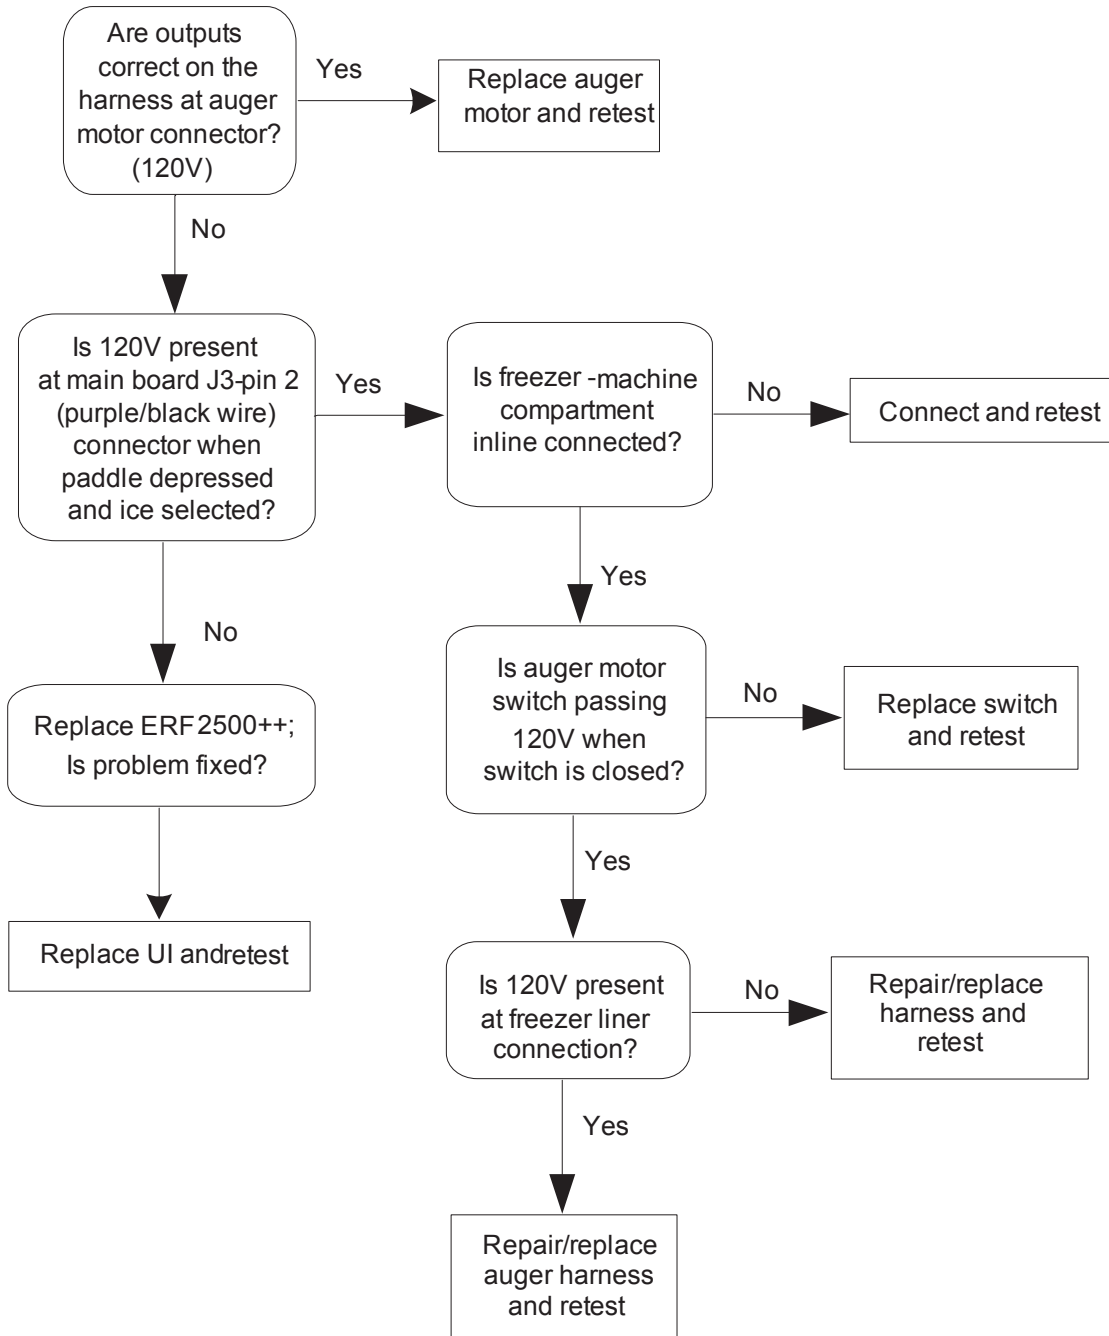 Are outputs
correct on the
harness at auger
motor connector?
(120V)
Yes
Replace auger
motor and retest
No
Is 120V present
at main board J3-pin 2
(purple/black wire)
connector when
paddle depressed
and ice selected?
Yes
Is freezer -machine
compartment
inline connected?
No
Connect and retest
Yes
No
Replace ERF2500++;
Is problem fixed?
Is auger motor
switch passing
120V when
switch is closed?
No
Replace switch
and retest
Yes
Replace UI andretest
Is 120V present
at freezer liner
connection?
No
Repair/replace
harness and
retest
Yes
Repair/replace
auger harness
and retest